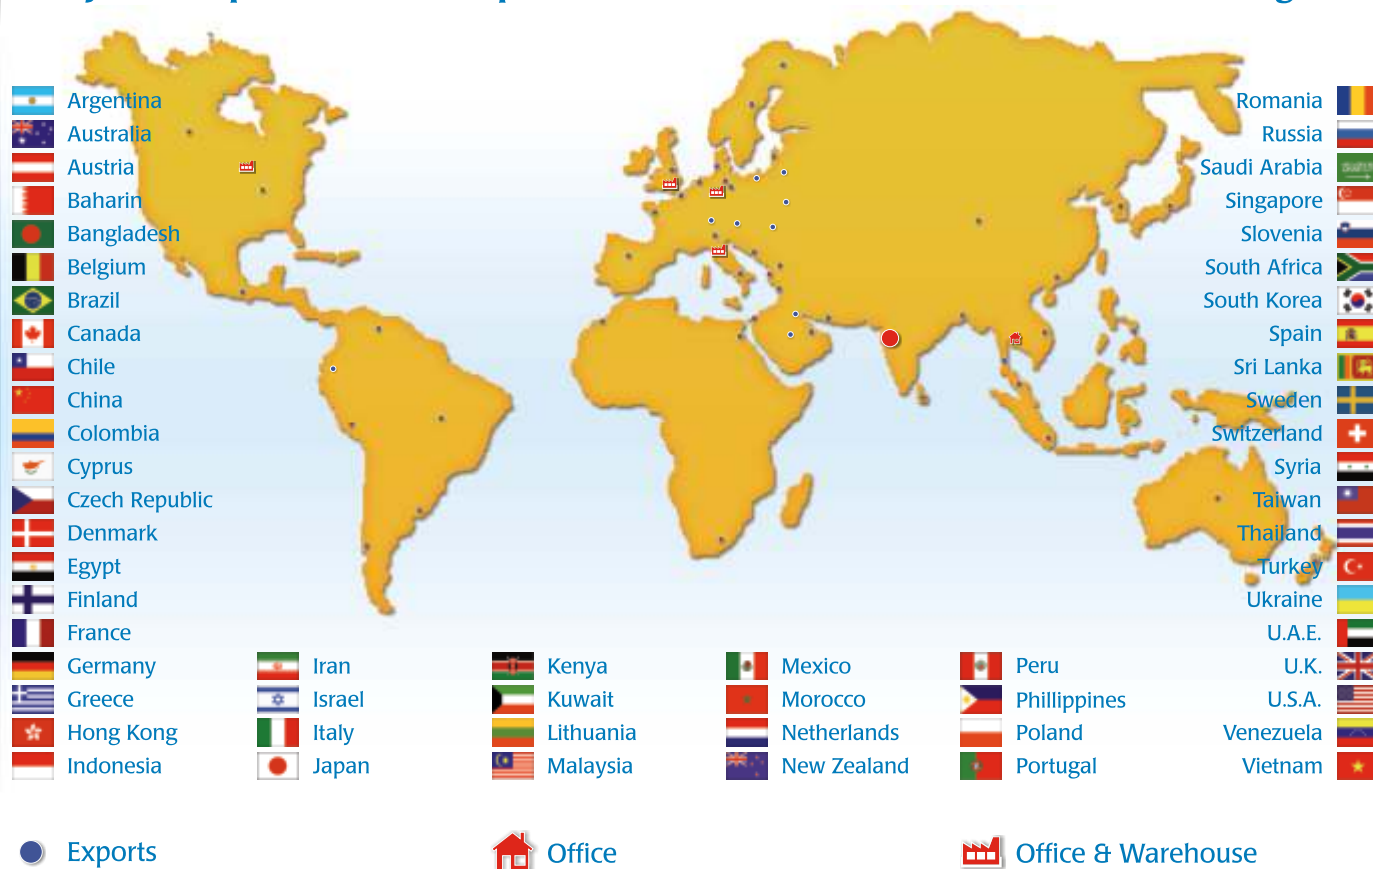 Argentina
Australia
Austria
Baharin
Bangladesh
Belgium
Brazil
Canada
Chile
China
Colombia
Cyprus
Czech Republic
Denmark
Egypt
Finland
France
Germany
Greece
Hong Kong
Indonesia
Iran
Israel
Italy
Japan
Kenya
Kuwait
Lithuania
Malaysia
Mexico
Morocco
Netherlands
New Zealand
Peru
Phillippines
Poland
Portugal
Romania
Russia
Saudi Arabia
Singapore
Slovenia
South Africa
South Korea
Spain
Sri Lanka
Sweden
Switzerland
Syria
Taiwan
Thailand
Turkey
Ukraine
U.A.E.
U.K.
U.S.A.
Venezuela
Vietnam
Exports
Office
Office & Warehouse